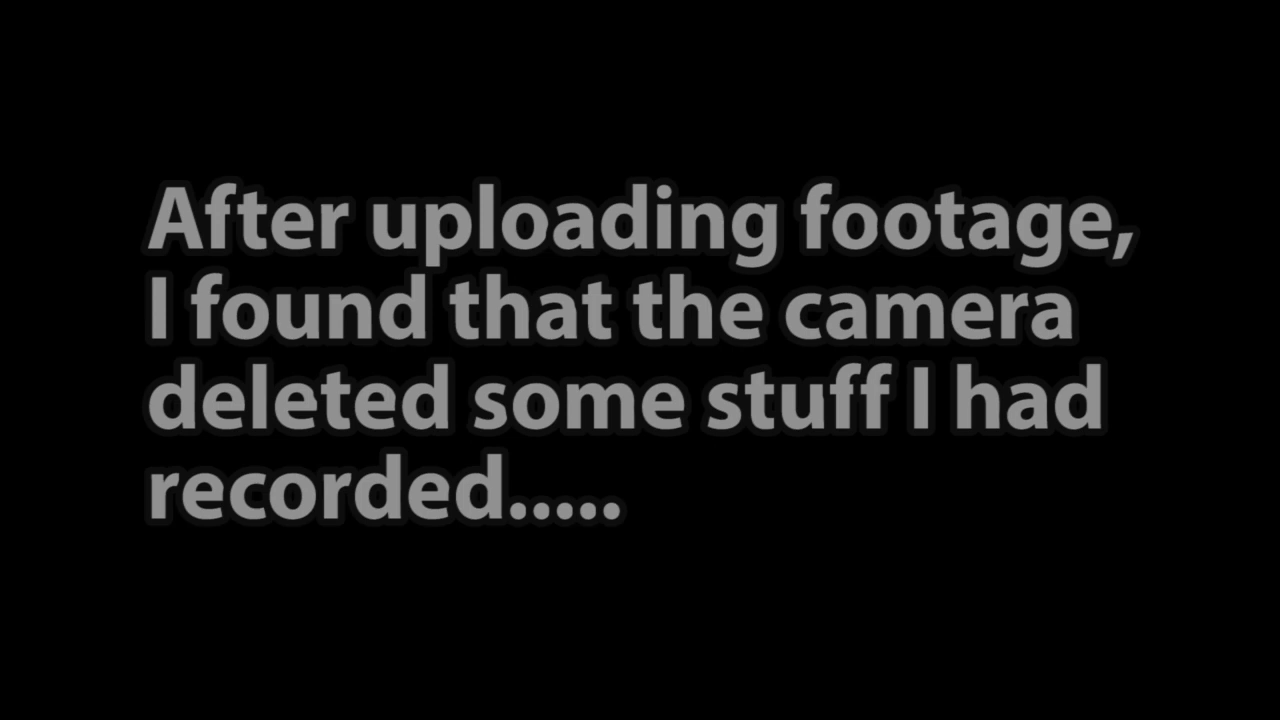 After uploading footage,
I found that the camera
deleted some stuff I had
recorded.....